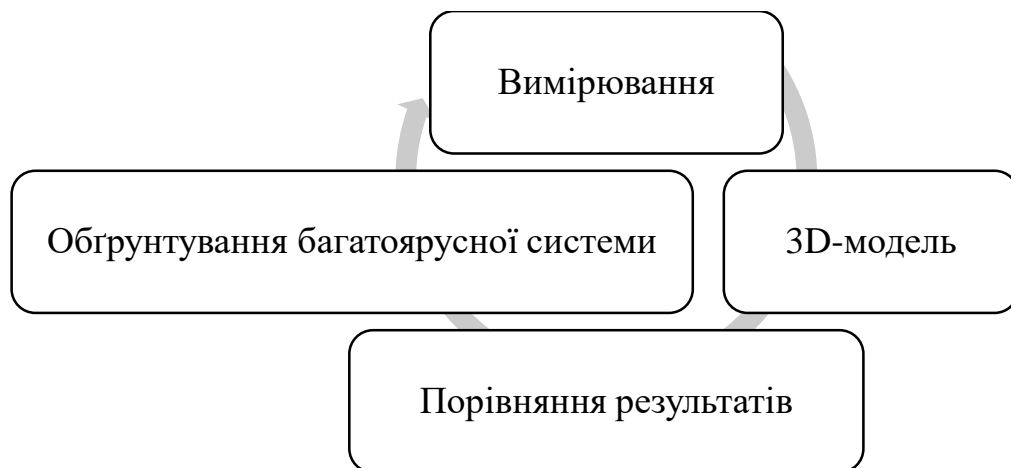 Вимірювання
Обґрунтування багатоярусної системи
3D-модель
Порівняння результатів